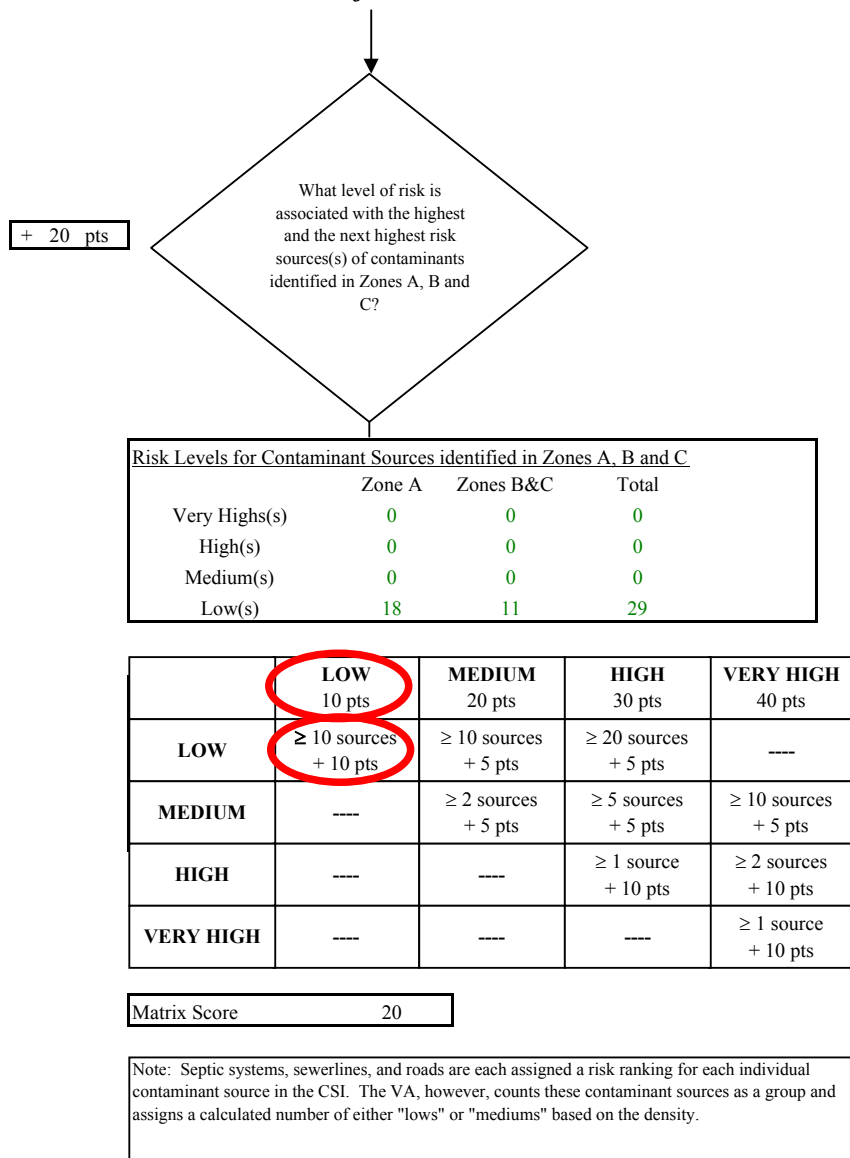 What level of risk is
associated with the highest
and the next highest risk
sources(s) of contaminants
identified in Zones A, B and
C?
+ 20 pts
Risk Levels for Contaminant Sources identified in Zones A, B and C
Zone A Zones B&C Total
Very Highs(s) 0 0 0
High(s) 0 0 0
Medium(s) 0 0 0
Low(s) 18 11 29
LOW MEDIUM HIGH VERY HIGH
10 pts 20 pts 30 pts 40 pts
LOW ≥ 10 sources + 10 pts ≥ 10 sources + 5 pts ≥ 20 sources + 5 pts ----
MEDIUM ---- ≥ 2 sources + 5 pts ≥ 5 sources + 5 pts ≥ 10 sources + 5 pts
HIGH ---- ---- ≥ 1 source + 10 pts ≥ 2 sources + 10 pts
VERY HIGH ---- ---- ---- ≥ 1 source + 10 pts
Matrix Score 20
Note: Septic systems, sewerlines, and roads are each assigned a risk ranking for each individual
contaminant source in the CSI. The VA, however, counts these contaminant sources as a group and
assigns a calculated number of either "lows" or "mediums" based on the density.